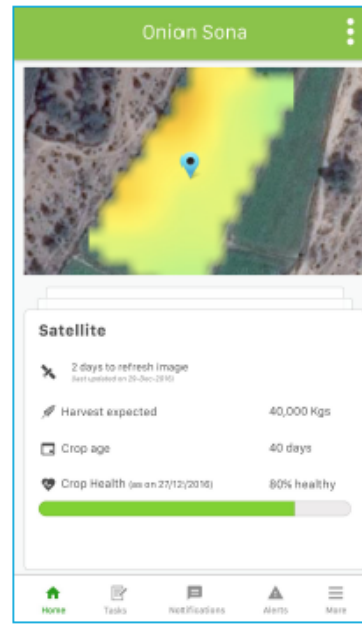 Onion Sona
Satellite
2 days to refresh image
(last updated on 29-Dec-2016)
Harvest expected 40,000 Kgs
Crop age 40 days
Crop Health (as on 27/12/2016) 80% healthy
Home Tasks Notifications Alerts More